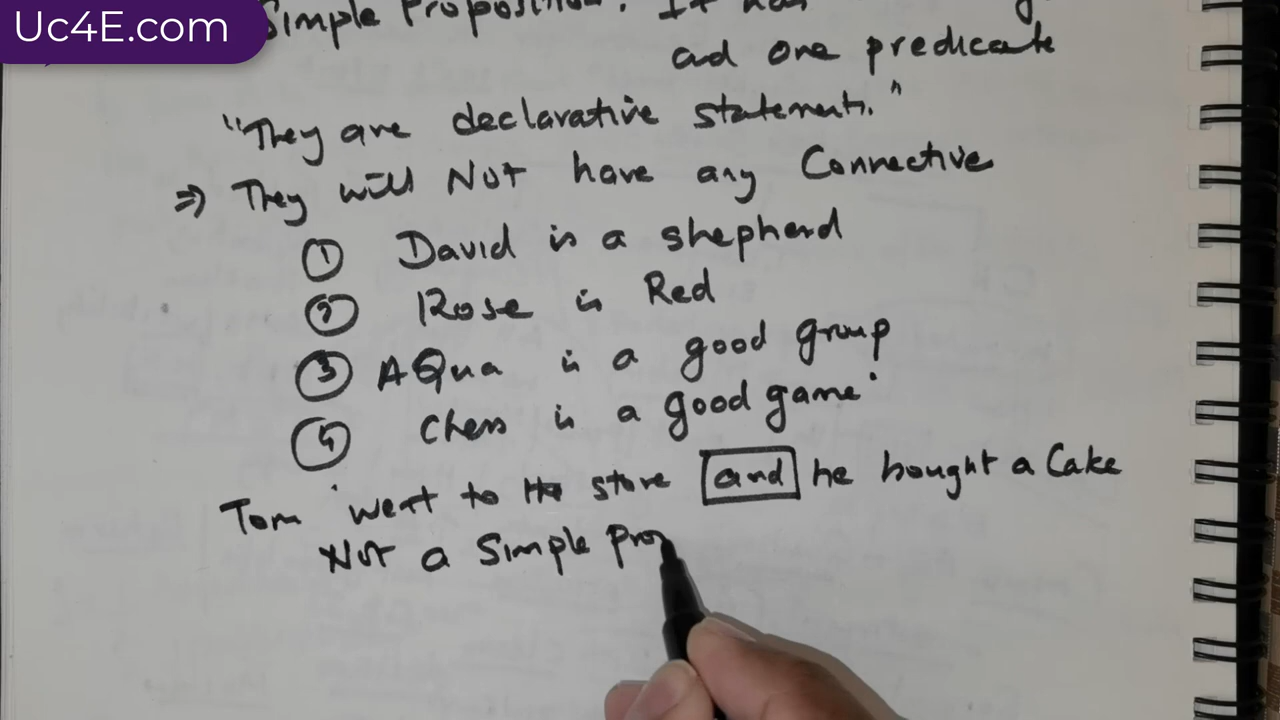 Uc4E.com
Simple Proposition: It has
and one predicate
"They are declarative statements."
⇒ They will NOT have any Connective
① David is a shepherd
② Rose is Red
③ AQua is a good group
④ Chess is a good game.
Tom went to the store and he bought a Cake
NOT a Simple Pro